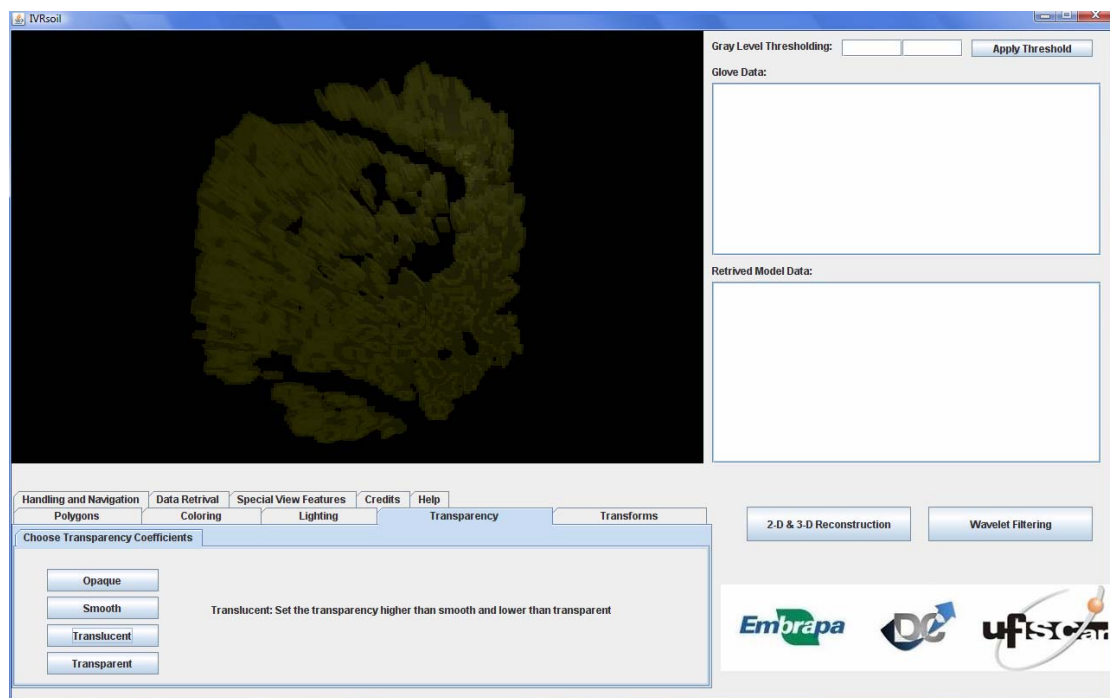 IVRsoil
Gray Level Thresholding:
Apply Threshold
Glove Data:
Retrived Model Data:
Handling and Navigation
Data Retrival
Special View Features
Credits
Help
Polygons
Coloring
Lighting
Transparency
Transforms
Choose Transparency Coefficients
Opaque
Smooth
Translucent
Transparent
Translucent: Set the transparency higher than smooth and lower than transparent
2-D & 3-D Reconstruction
Wavelet Filtering
Embrapa
DC
ufscar